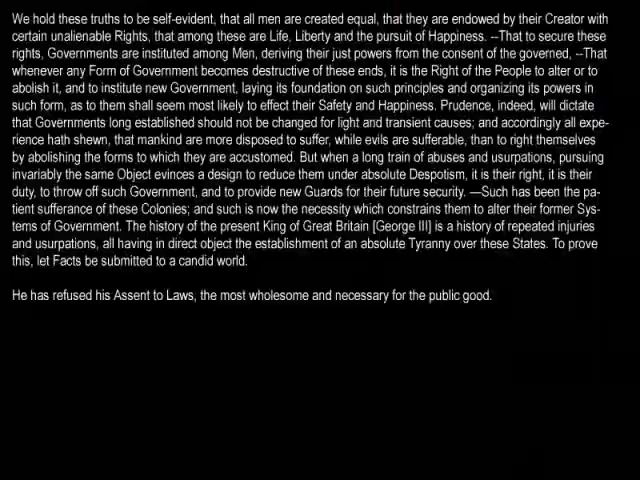 We hold these truths to be self-evident, that all men are created equal, that they are endowed by their Creator with
certain unalienable Rights, that among these are Life, Liberty and the pursuit of Happiness. --That to secure these
rights, Governments are instituted among Men, deriving their just powers from the consent of the governed, --That
whenever any Form of Government becomes destructive of these ends, it is the Right of the People to alter or to
abolish it, and to institute new Government, laying its foundation on such principles and organizing its powers in
such form, as to them shall seem most likely to effect their Safety and Happiness. Prudence, indeed, will dictate
that Governments long established should not be changed for light and transient causes; and accordingly all expe-
rience hath shewn, that mankind are more disposed to suffer, while evils are sufferable, than to right themselves
by abolishing the forms to which they are accustomed. But when a long train of abuses and usurpations, pursuing
invariably the same Object evinces a design to reduce them under absolute Despotism, it is their right, it is their
duty, to throw off such Government, and to provide new Guards for their future security. —Such has been the pa-
tient sufferance of these Colonies; and such is now the necessity which constrains them to alter their former Sys-
tems of Government. The history of the present King of Great Britain [George III] is a history of repeated injuries
and usurpations, all having in direct object the establishment of an absolute Tyranny over these States. To prove
this, let Facts be submitted to a candid world.
He has refused his Assent to Laws, the most wholesome and necessary for the public good.